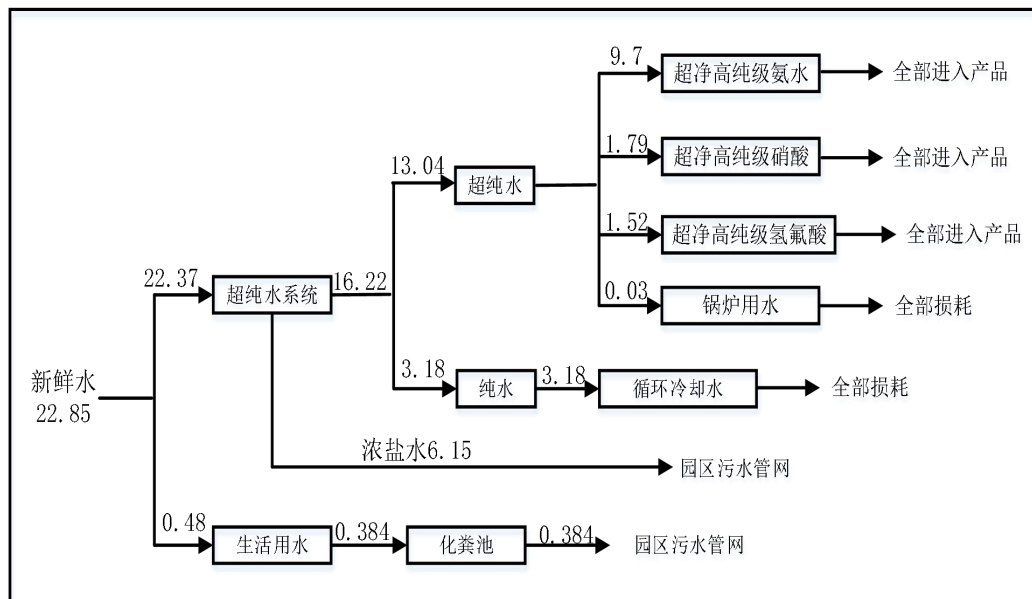 9.7
超净高纯级氨水
全部进入产品
1.79
超净高纯级硝酸
全部进入产品
13.04
超纯水
1.52
超净高纯级氢氟酸
全部进入产品
22.37
超纯水系统
16.22
0.03
锅炉用水
全部损耗
新鲜水
22.85
3.18
纯水
3.18
循环冷却水
全部损耗
浓盐水6.15
园区污水管网
0.48
生活用水
0.384
化粪池
0.384
园区污水管网